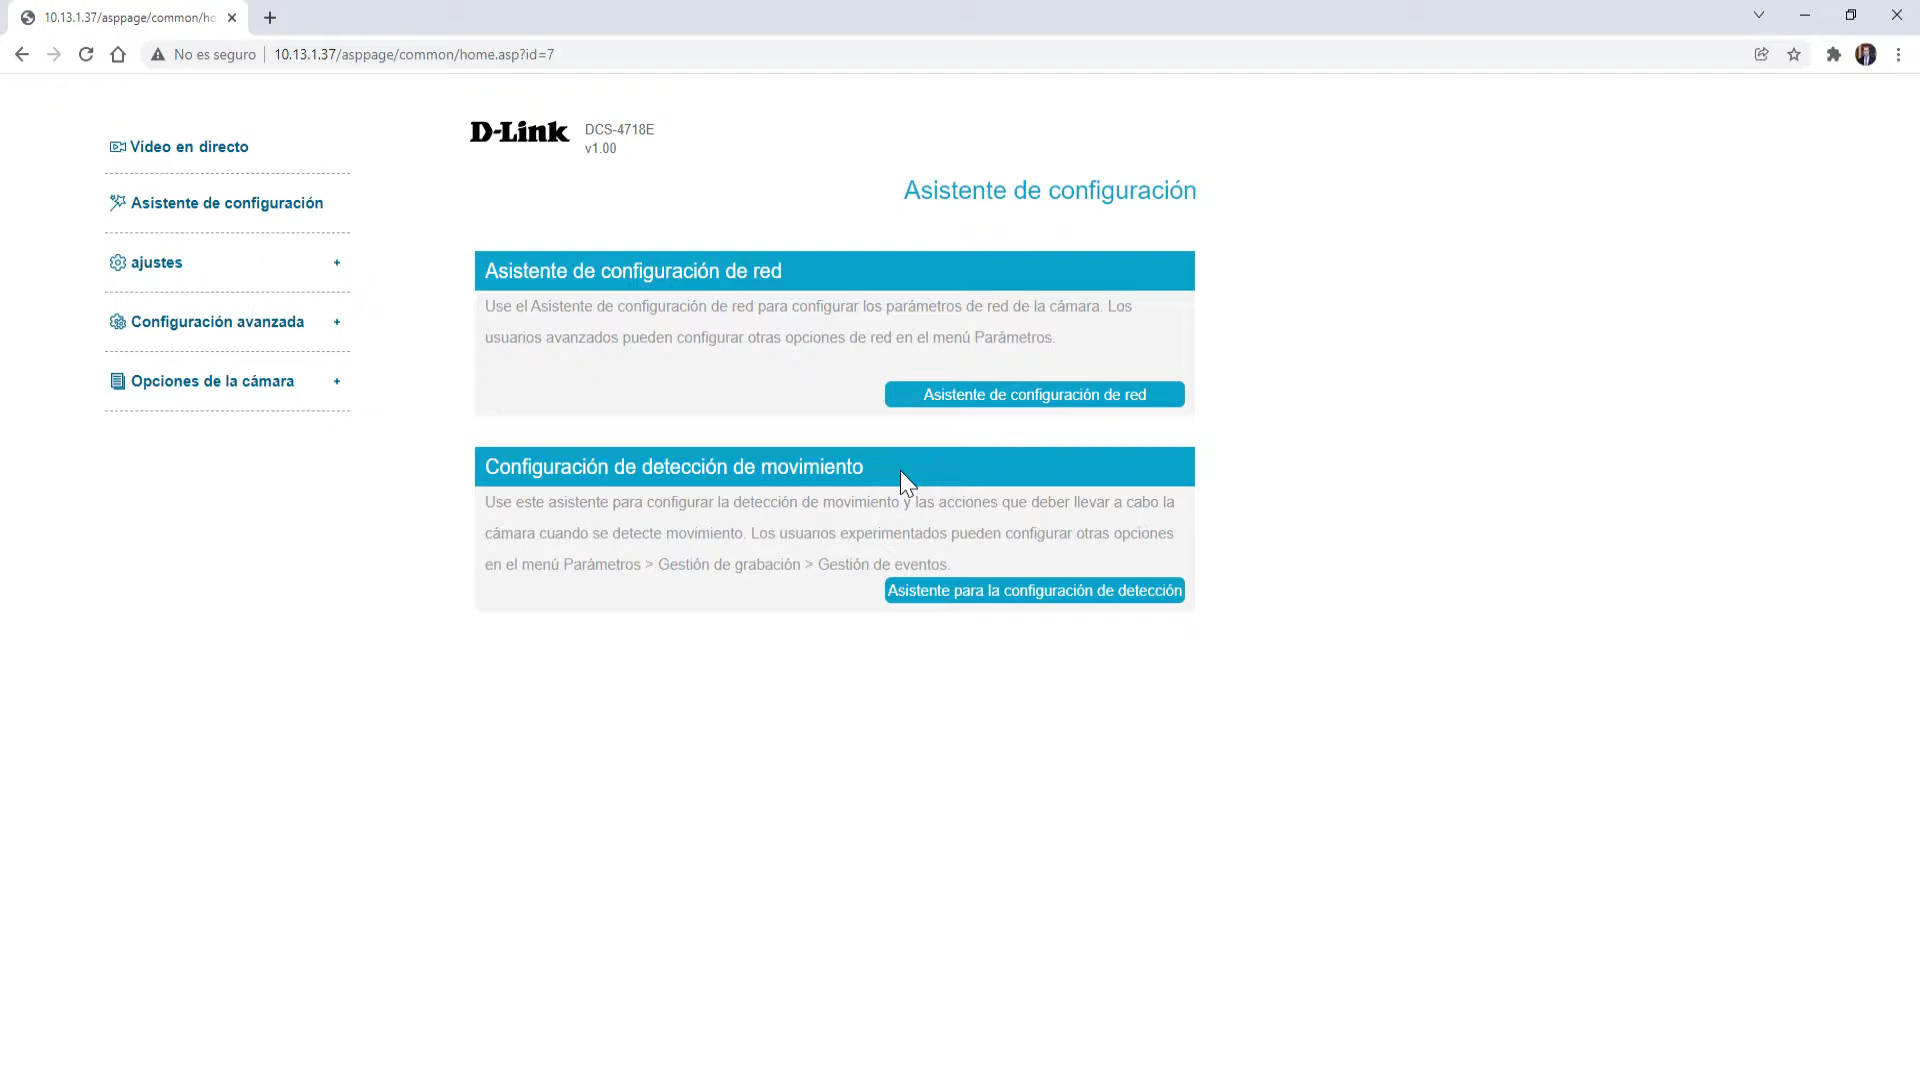 10.13.1.37/asppage/common/ho
No es seguro
10.13.1.37/asppage/common/home.asp?id=7
D-Link
DCS-4718E
v1.00
Vídeo en directo
Asistente de configuración
ajustes +
Configuración avanzada +
Opciones de la cámara +
Asistente de configuración
Asistente de configuración de red
Use el Asistente de configuración de red para configurar los parámetros de red de la cámara. Los
usuarios avanzados pueden configurar otras opciones de red en el menú Parámetros.
Asistente de configuración de red
Configuración de detección de movimiento
Use este asistente para configurar la detección de movimiento y las acciones que deber llevar a cabo la
cámara cuando se detecte movimiento. Los usuarios experimentados pueden configurar otras opciones
en el menú Parámetros > Gestión de grabación > Gestión de eventos.
Asistente para la configuración de detección